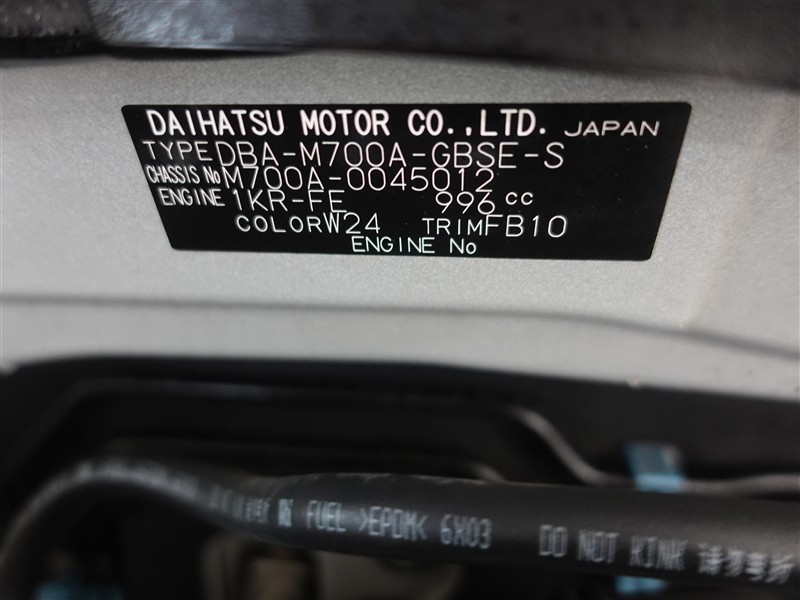 DAIHATSU MOTOR CO.,LTD. JAPAN
TYPE DBA-M700A-GBSE-S
CHASSIS No M700A-0045012
ENGINE 1KR-FE 996 cc
COLOR W24 TRIM FB10
ENGINE No
FUEL >EPDM< 6X03 DO NOT KINK